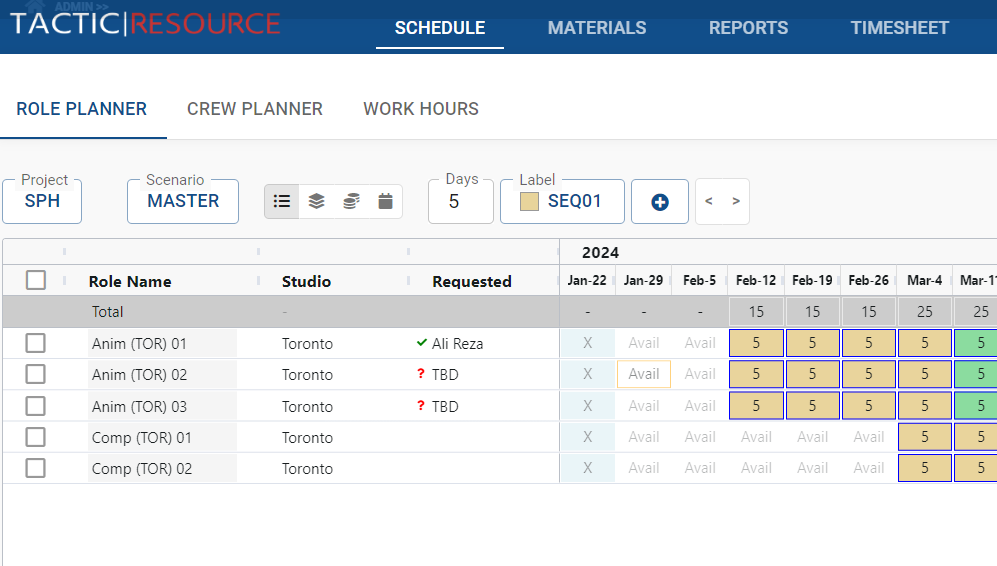 ADMIN >>
TACTIC|RESOURCE SCHEDULE MATERIALS REPORTS TIMESHEET
ROLE PLANNER CREW PLANNER WORK HOURS
Project Scenario Days Label
SPH MASTER 5 SEQ01 < >
2024
Role Name Studio Requested Jan-22 Jan-29 Feb-5 Feb-12 Feb-19 Feb-26 Mar-4
Total - - - - 15 15 15 25 25
Anim (TOR) 01 Toronto Ali Reza X Avail Avail 5 5 5 5 5
Anim (TOR) 02 Toronto ? TBD X Avail Avail 5 5 5 5 5
Anim (TOR) 03 Toronto ? TBD X Avail Avail 5 5 5 5 5
Comp (TOR) 01 Toronto X Avail Avail Avail Avail Avail 5 5
Comp (TOR) 02 Toronto X Avail Avail Avail Avail Avail 5 5